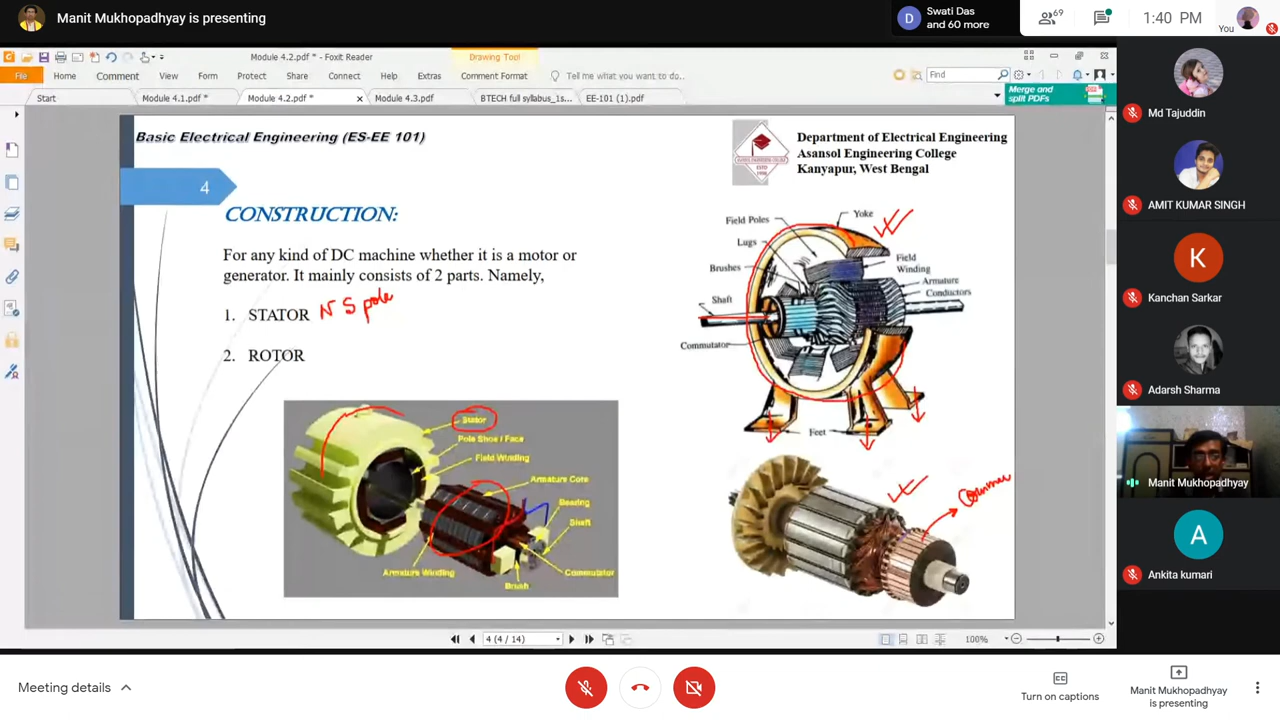 Manit Mukhopadhyay is presenting
D
Swati Das
and 60 more
69
1:40 PM
You
Module 4.2.pdf * - Foxit Reader
Drawing Tool
File
Home
Comment
View
Form
Protect
Share
Connect
Help
Extras
Comment Format
Tell me what you want to do..
Find
Start
Module 4.1.pdf *
Module 4.2.pdf *
Module 4.3.pdf
BTECH full syllabus_1s...
EE-101 (1).pdf
Merge and
split PDFs
Basic Electrical Engineering (ES-EE 101)
Department of Electrical Engineering
Asansol Engineering College
Kanyapur, West Bengal
4
CONSTRUCTION:
For any kind of DC machine whether it is a motor or
generator. It mainly consists of 2 parts. Namely,
1. STATOR N S pole
2. ROTOR
Field Poles
Yoke
Lugs
Brushes
Field
Winding
Armature
Conductors
Shaft
Commutator
Feet
Stator
Pole Shoe / Face
Field Winding
Armature Core
Bearing
Shaft
Armature Winding
Commutator
Brush
Commu
4 (4 / 14)
100%
Md Tajuddin
AMIT KUMAR SINGH
K
Kanchan Sarkar
Adarsh Sharma
Manit Mukhopadhyay
A
Ankita kumari
Meeting details
Turn on captions
Manit Mukhopadhyay
is presenting